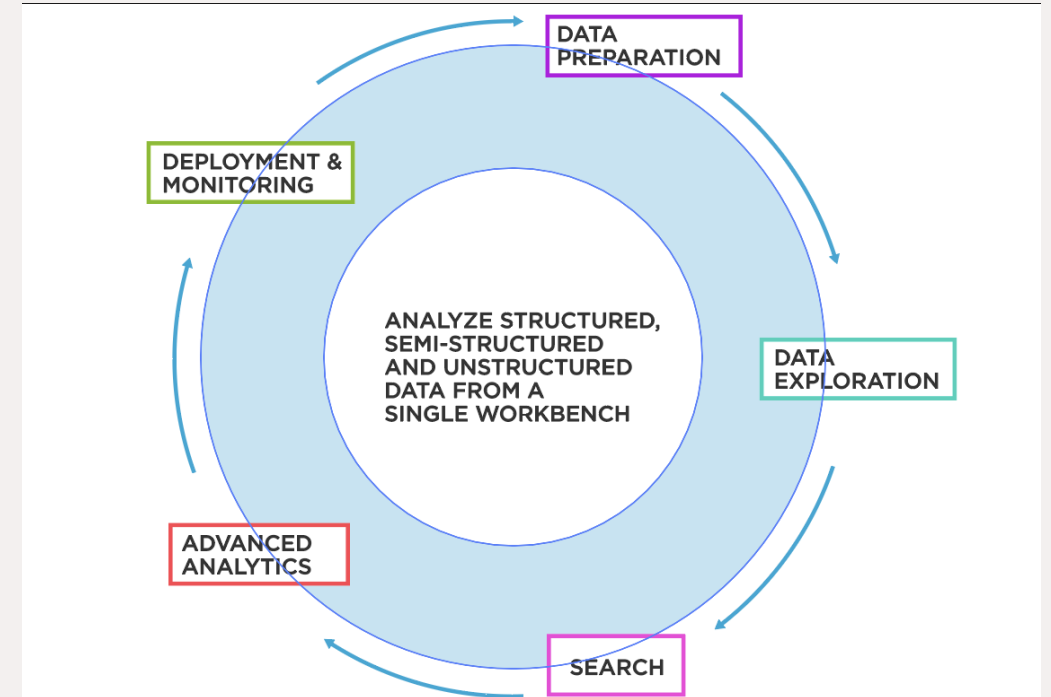 DATA
PREPARATION
DEPLOYMENT &
MONITORING
ANALYZE STRUCTURED,
SEMI-STRUCTURED
AND UNSTRUCTURED
DATA FROM A
SINGLE WORKBENCH
DATA
EXPLORATION
ADVANCED
ANALYTICS
SEARCH